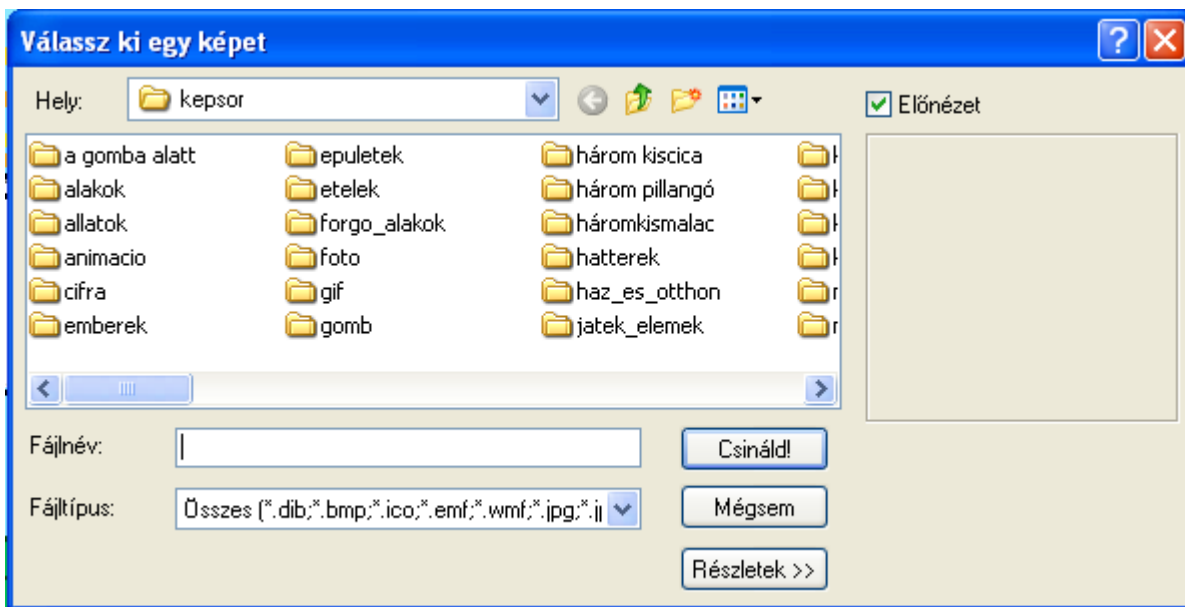 Válassz ki egy képet
Hely: kepsor
Előnézet
a gomba alatt epuletek három kiscica
alakok etelek három pillangó
allatok forgo_alakok háromkismalac
animacio foto hatterek
cifra gif haz_es_otthon
emberek gomb jatek_elemek
Fájlnév: Csináld!
Fájltípus: Összes (*.dib;*.bmp;*.ico;*.emf;*.wmf;*.jpg;*.j Mégsem
Részletek >>